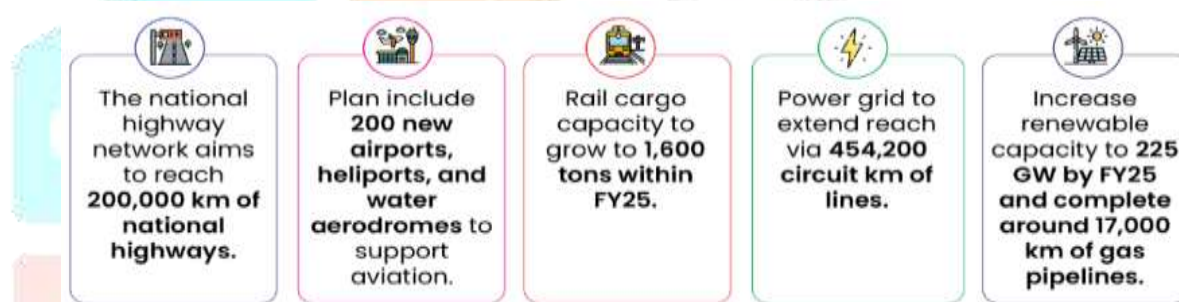 The national
highway
network aims
to reach
200,000 km of
national
highways.
Plan include
200 new
airports,
heliports, and
water
aerodromes to
support
aviation.
Rail cargo
capacity to
grow to 1,600
tons within
FY25.
Power grid to
extend reach
via 454,200
circuit km of
lines.
Increase
renewable
capacity to 225
GW by FY25
and complete
around 17,000
km of gas
pipelines.